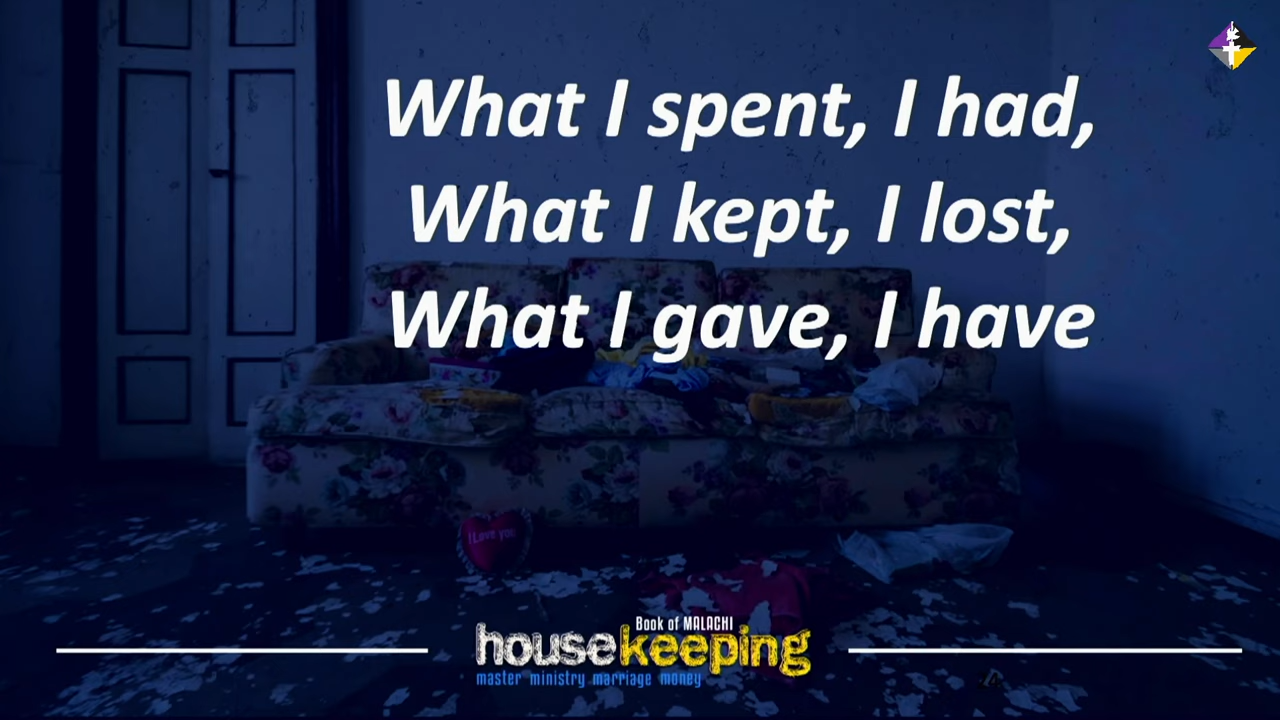 What I spent, I had,
What I kept, I lost,
What I gave, I have
I Love you
Book of MALACHI
housekeeping
master ministry marriage money